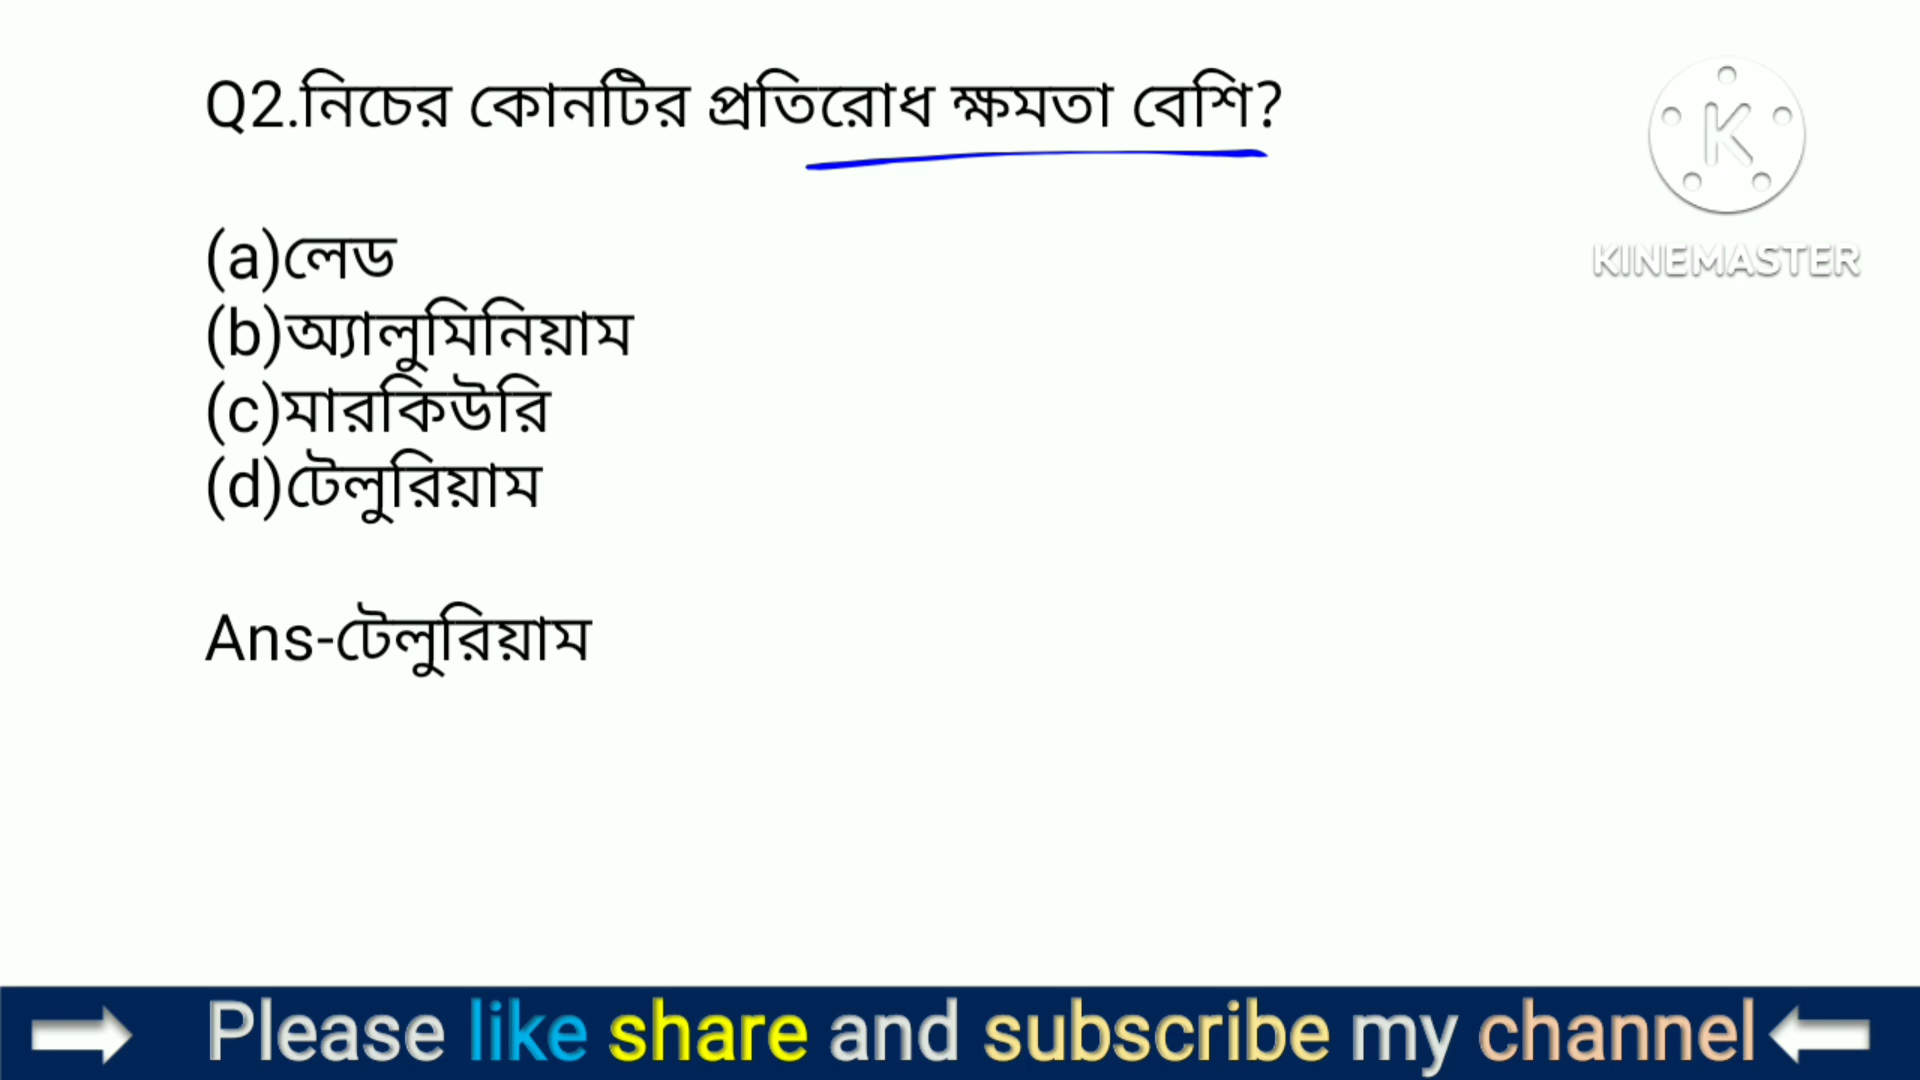 Q2.নিচের কোনটির প্রতিরোধ ক্ষমতা বেশি?
K
KINEMASTER
(a)লেড
(b)অ্যালুমিনিয়াম
(c)মারকিউরি
(d)টেলুরিয়াম
Ans-টেলুরিয়াম
Please like share and subscribe my channel